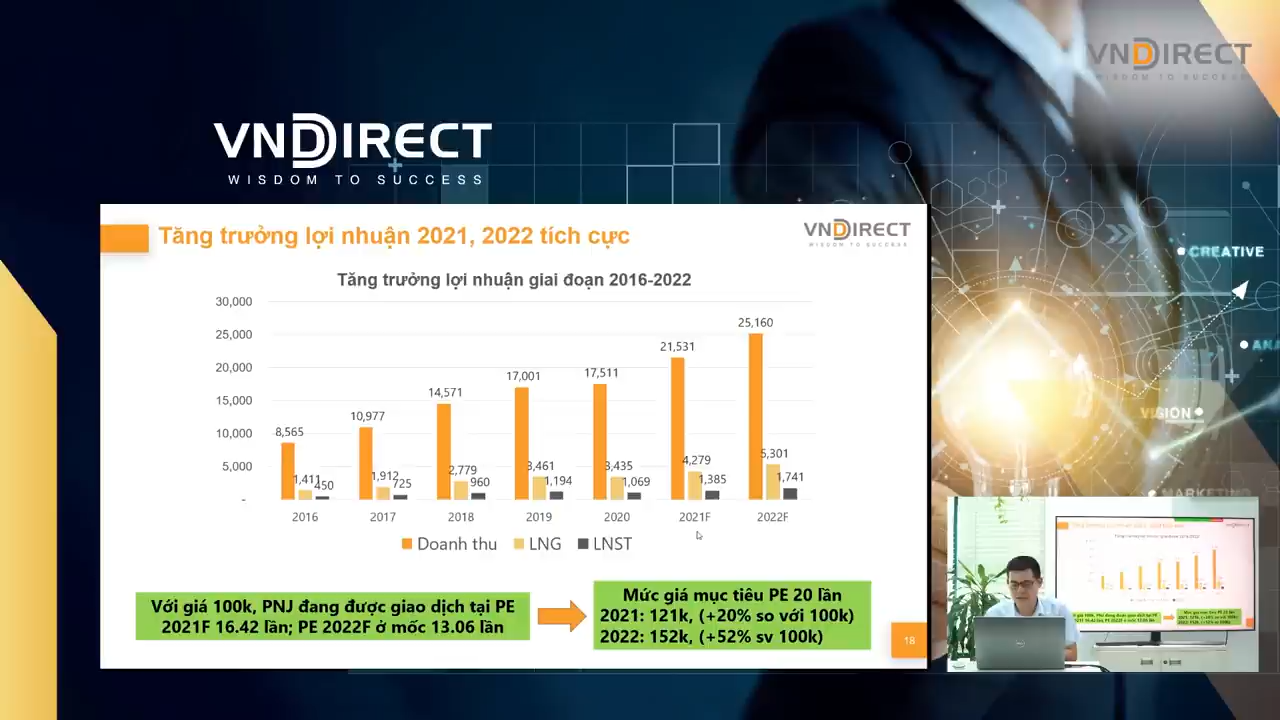 VNDIRECT
WISDOM TO SUCCESS
VNDIRECT
WISDOM TO SUCCESS
Tăng trưởng lợi nhuận 2021, 2022 tích cực
VNDIRECT
WISDOM TO SUCCESS
Tăng trưởng lợi nhuận giai đoạn 2016-2022
30,000
25,000
20,000
15,000
10,000
5,000
-
8,565
1,411
450
10,977
1,912
725
14,571
2,779
960
17,001
3,461
1,194
17,511
3,435
1,069
21,531
4,279
1,385
25,160
5,301
1,741
2016 2017 2018 2019 2020 2021F 2022F
Doanh thu LNG LNST
Với giá 100k, PNJ đang được giao dịch tại PE
2021F 16.42 lần; PE 2022F ở mốc 13.06 lần
Mức giá mục tiêu PE 20 lần
2021: 121k, (+20% so với 100k)
2022: 152k, (+52% sv 100k)
18
CREATIVE
VISION
MARKETING